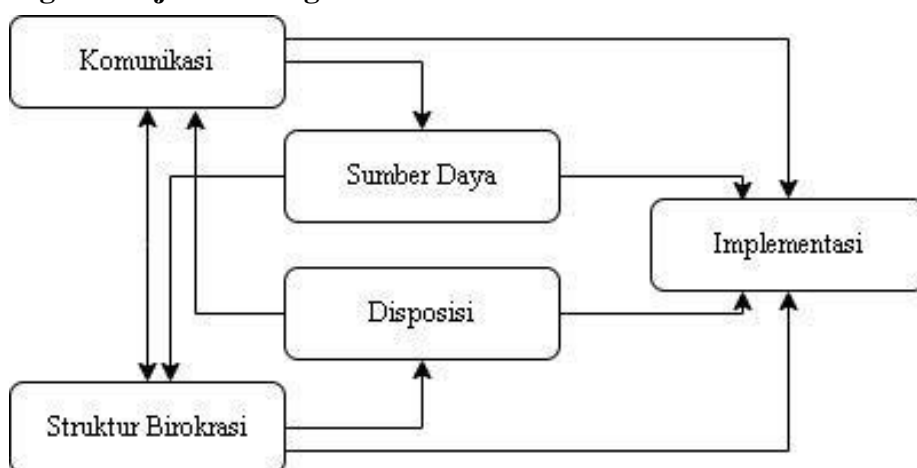 Komunikasi
Sumber Daya
Implementasi
Disposisi
Struktur Birokrasi